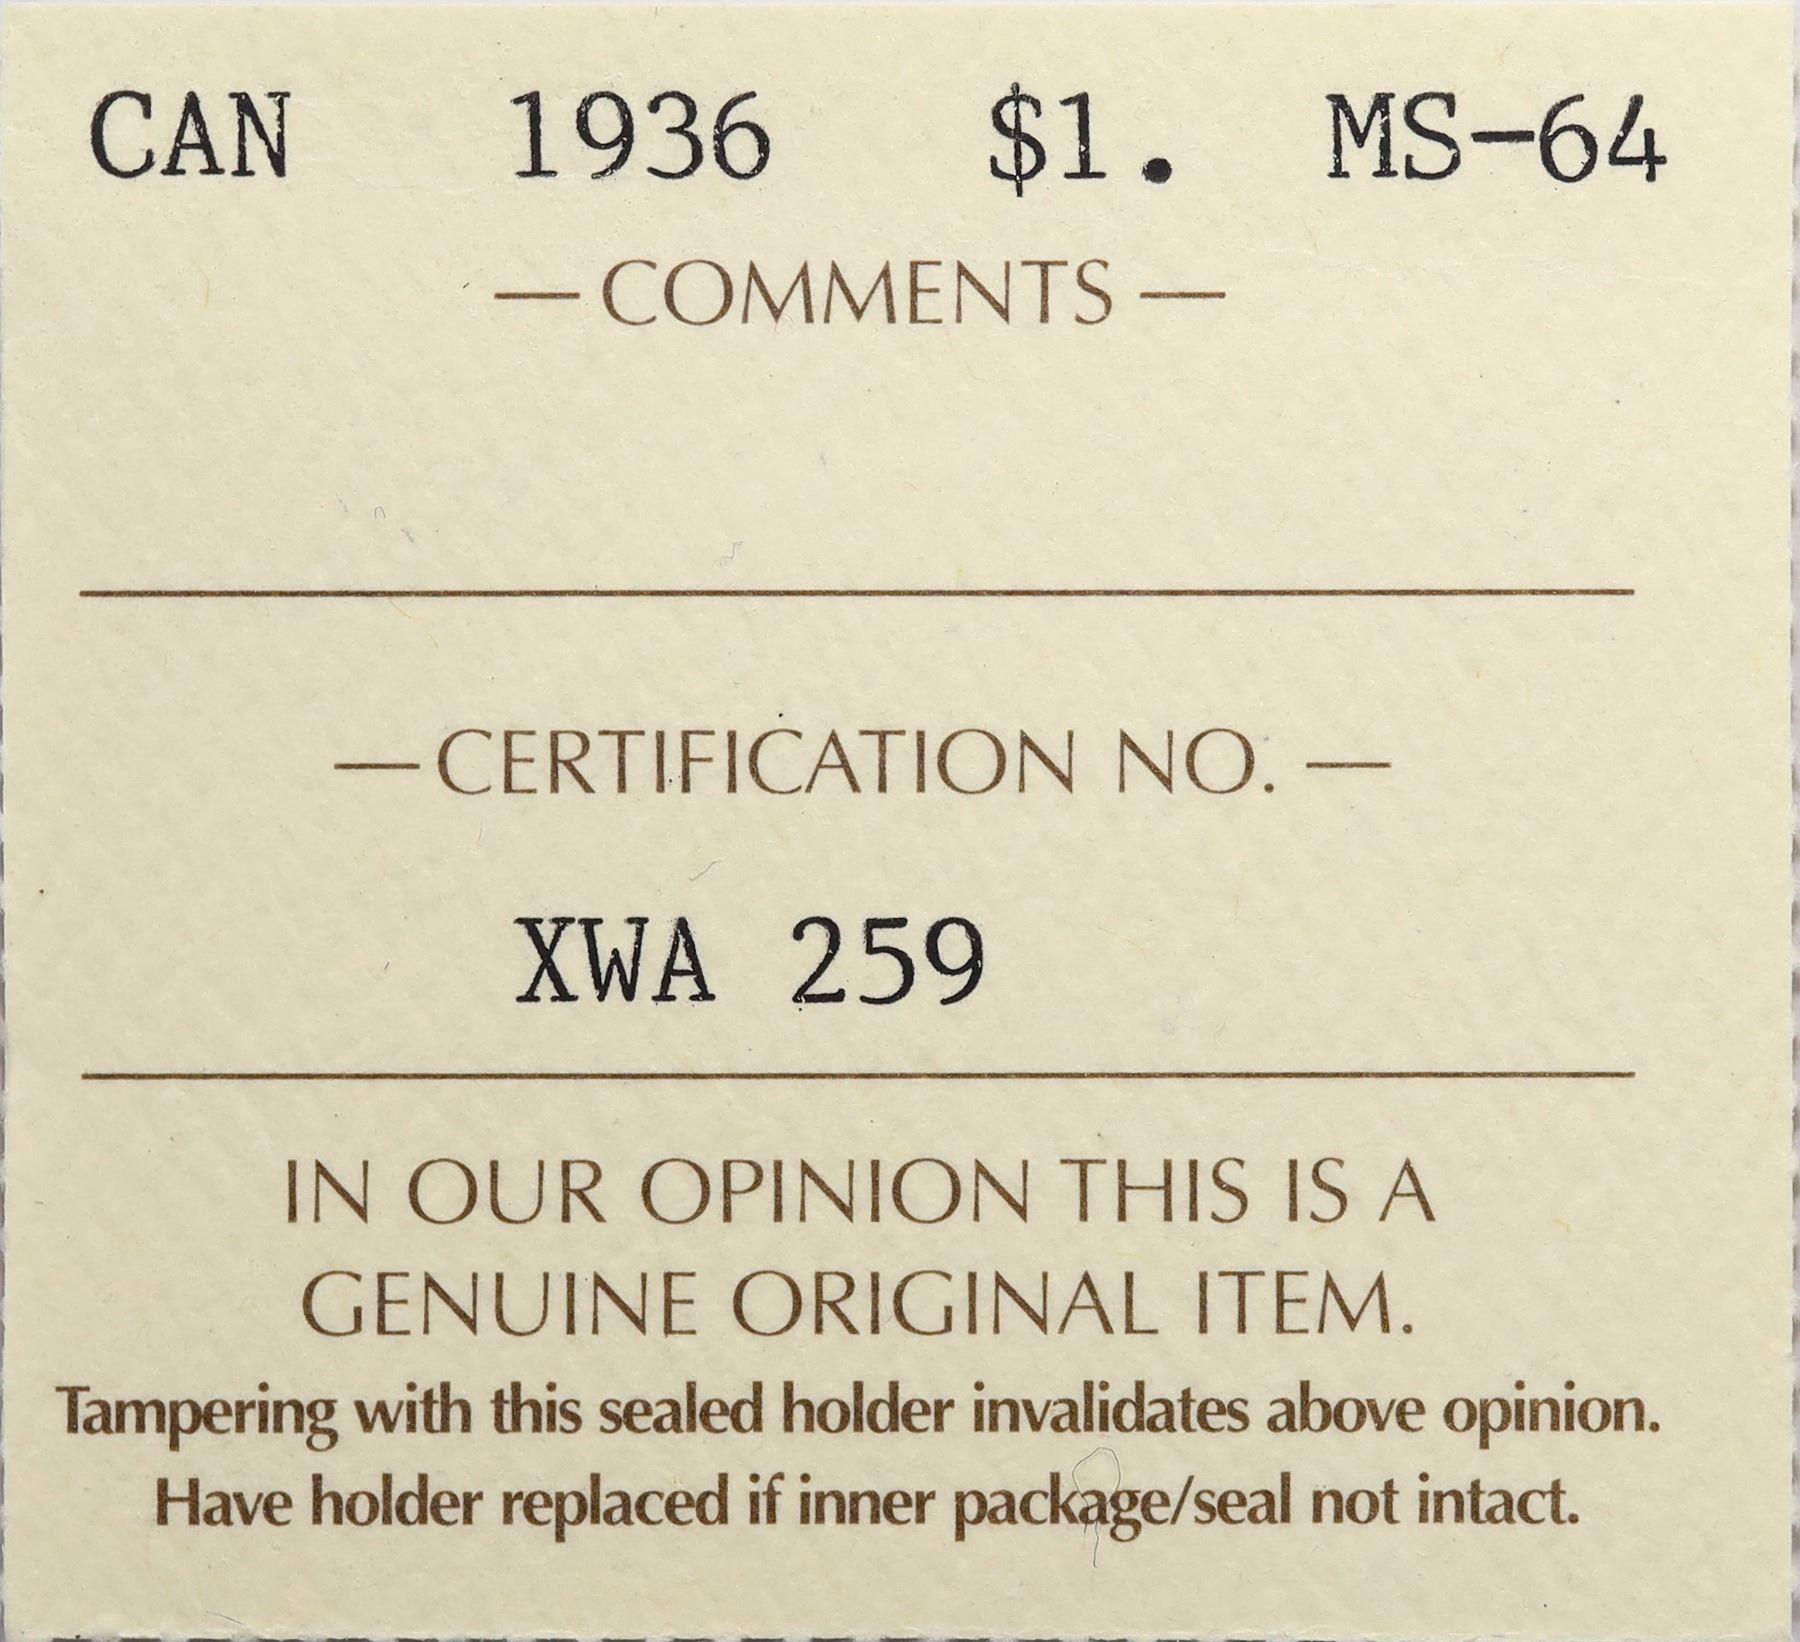 CAN 1936 $1. MS-64
— COMMENTS —
— CERTIFICATION NO. —
XWA 259
IN OUR OPINION THIS IS A
GENUINE ORIGINAL ITEM.
Tampering with this sealed holder invalidates above opinion.
Have holder replaced if inner package/seal not intact.